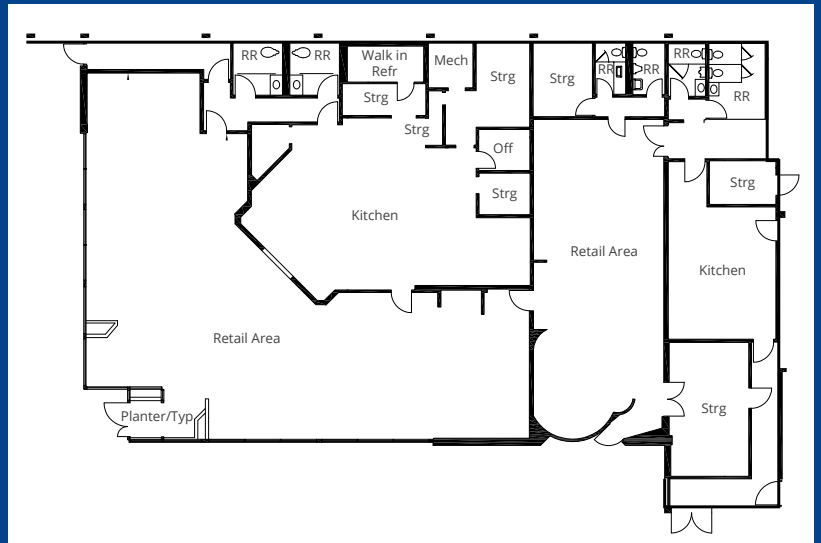 RR
RR
Walk in
Refr
Mech
Strg
Strg
RR
RR
RR
RR
Strg
Strg
Off
Strg
Strg
Kitchen
Retail Area
Kitchen
Retail Area
Strg
Planter/Typ